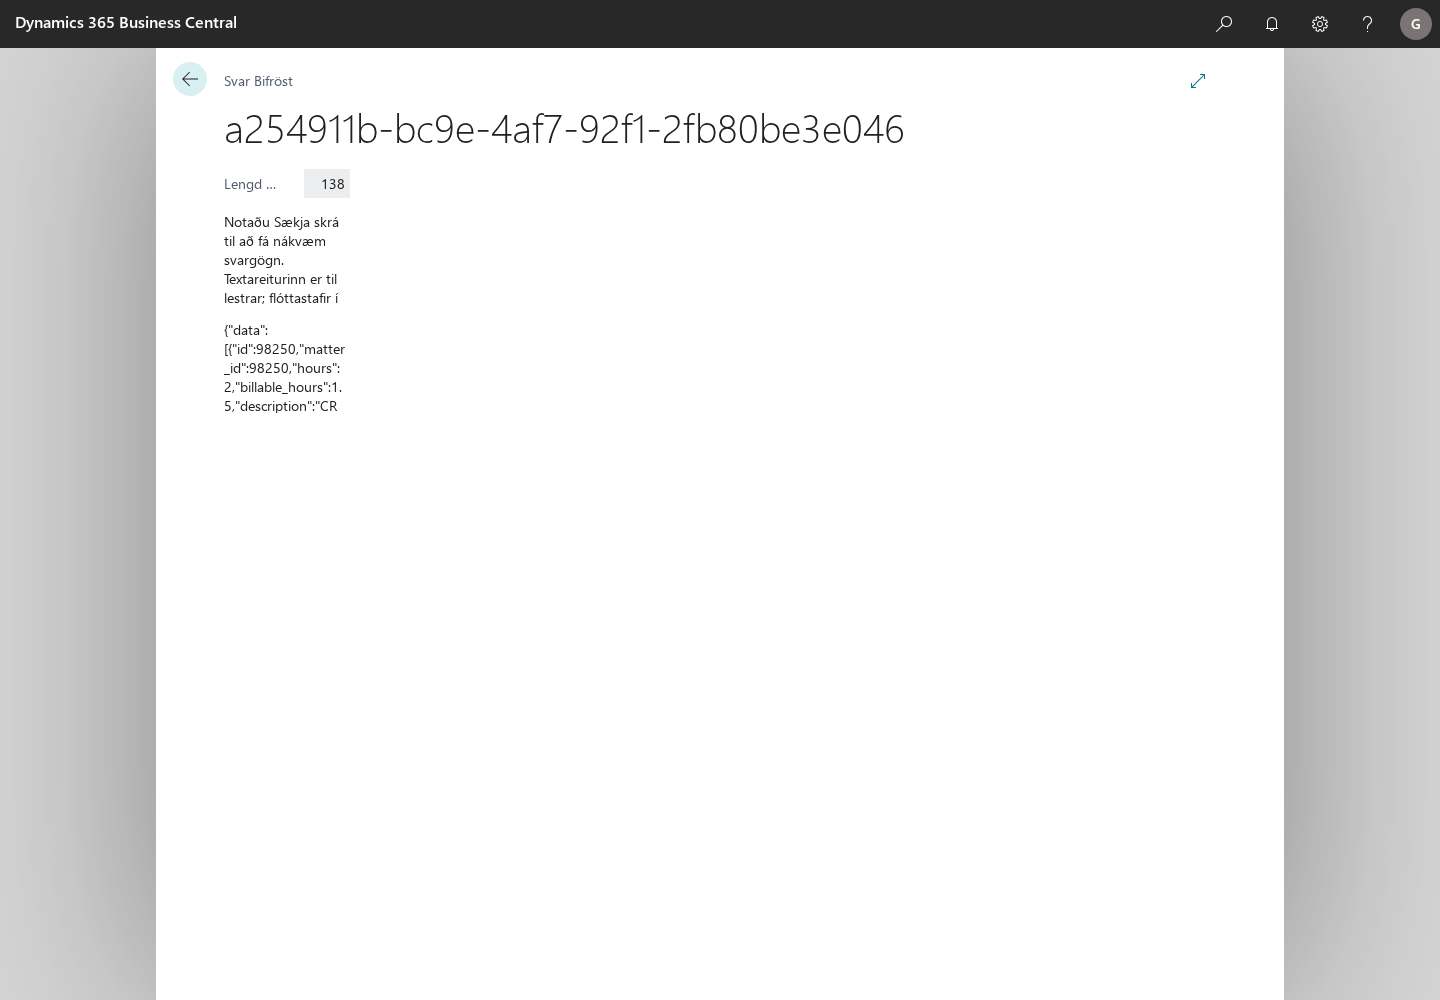 Dynamics 365 Business Central
G
Svar Bifröst
a254911b-bc9e-4af7-92f1-2fb80be3e046
Lengd ...
138
Notaðu Sækja skrá
til að fá nákvæm
svargögn.
Textareiturinn er til
lestrar; flóttastafir í
{"data":
[{"id":98250,"matter
_id":98250,"hours":
2,"billable_hours":1.
5,"description":"CR